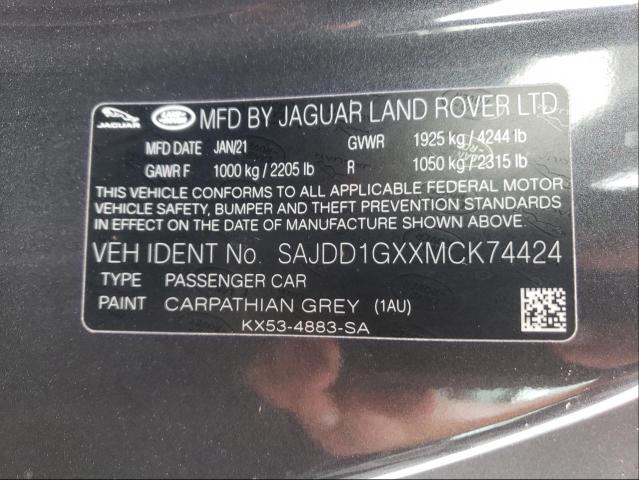 JAGUAR LAND ROVER MFD BY JAGUAR LAND ROVER LTD
MFD DATE JAN/21 GVWR 1925 kg / 4244 lb
GAWR F 1000 kg / 2205 lb R 1050 kg / 2315 lb
THIS VEHICLE CONFORMS TO ALL APPLICABLE FEDERAL MOTOR
VEHICLE SAFETY, BUMPER AND THEFT PREVENTION STANDARDS
IN EFFECT ON THE DATE OF MANUFACTURE SHOWN ABOVE.
VEH IDENT No. SAJDD1GXXMCK74424
TYPE PASSENGER CAR
PAINT CARPATHIAN GREY (1AU)
KX53-4883-SA